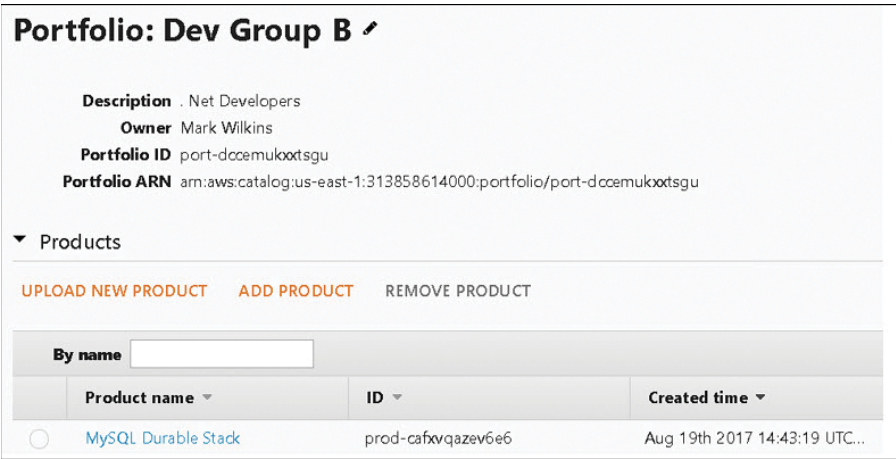 Portfolio: Dev Group B
Description . Net Developers
Owner Mark Wilkins
Portfolio ID port-dccemukxxtsgu
Portfolio ARN arn:aws:catalog:us-east-1:313858614000:portfolio/port-dccemukxxtsgu
Products
UPLOAD NEW PRODUCT ADD PRODUCT REMOVE PRODUCT
By name
Product name ID Created time
MySQL Durable Stack prod-cafxvqazev6e6 Aug 19th 2017 14:43:19 UTC...